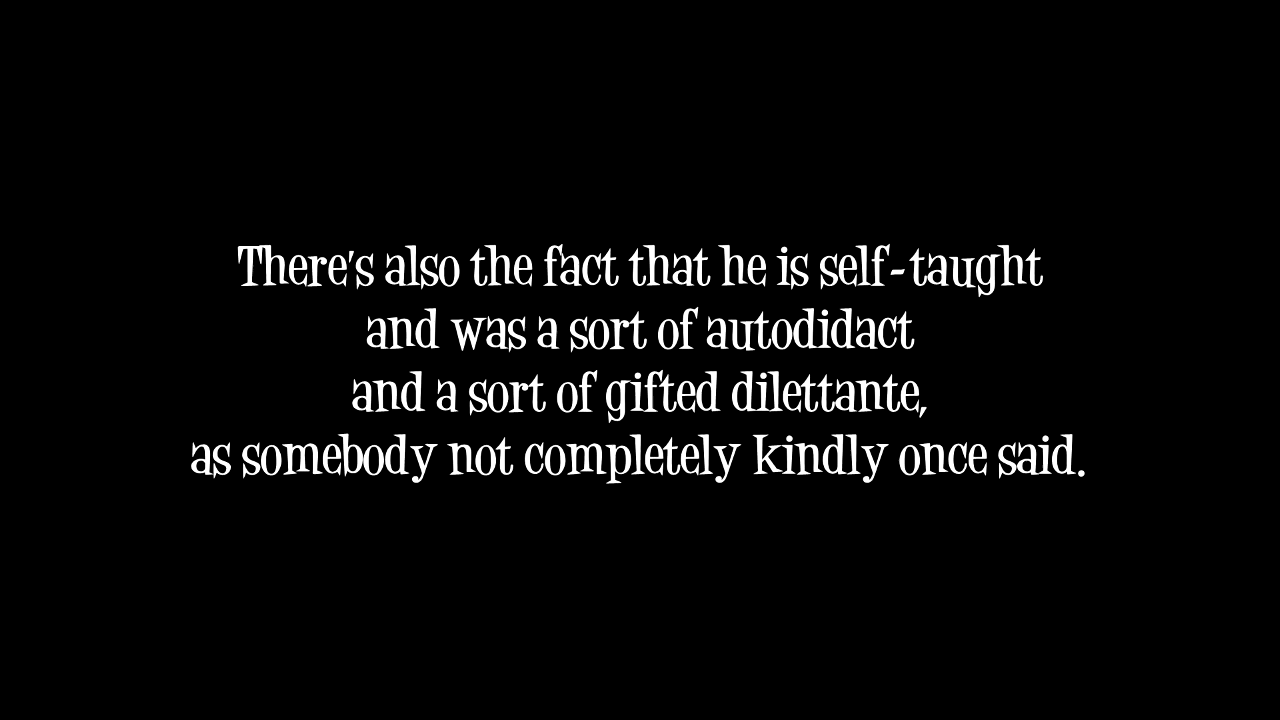 There's also the fact that he is self-taught
and was a sort of autodidact
and a sort of gifted dilettante,
as somebody not completely kindly once said.